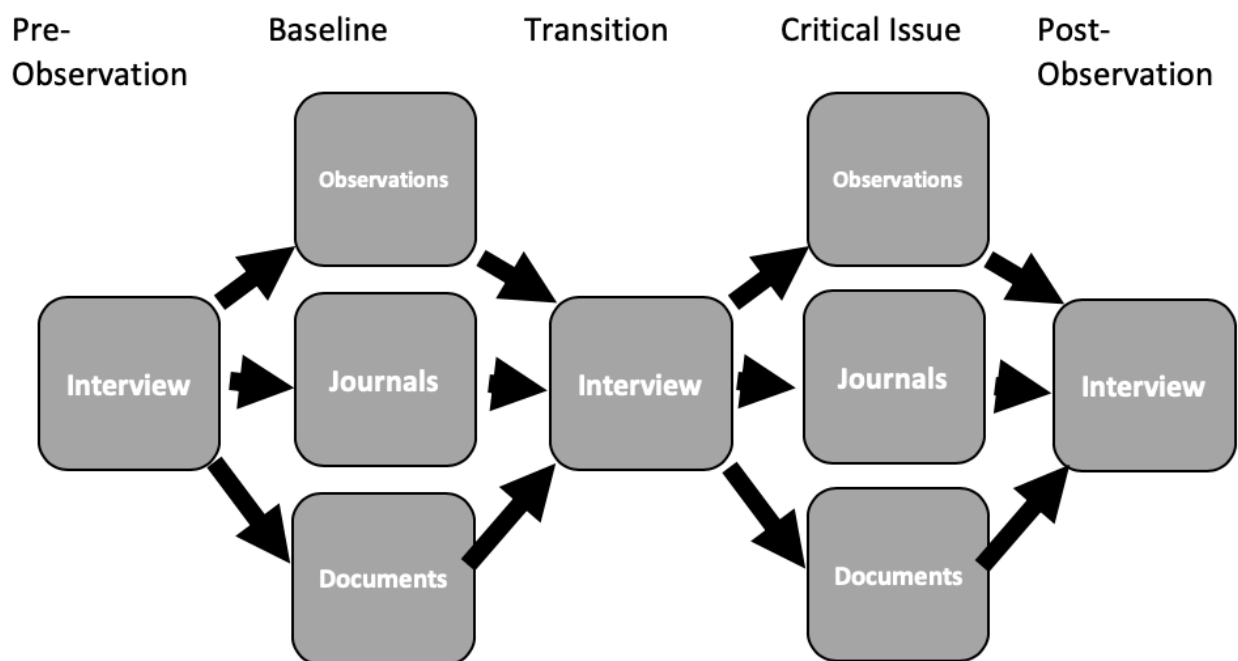 Pre-
Observation
Baseline
Transition
Critical Issue
Post-
Observation
Observations
Observations
Interview
Journals
Interview
Journals
Interview
Documents
Documents